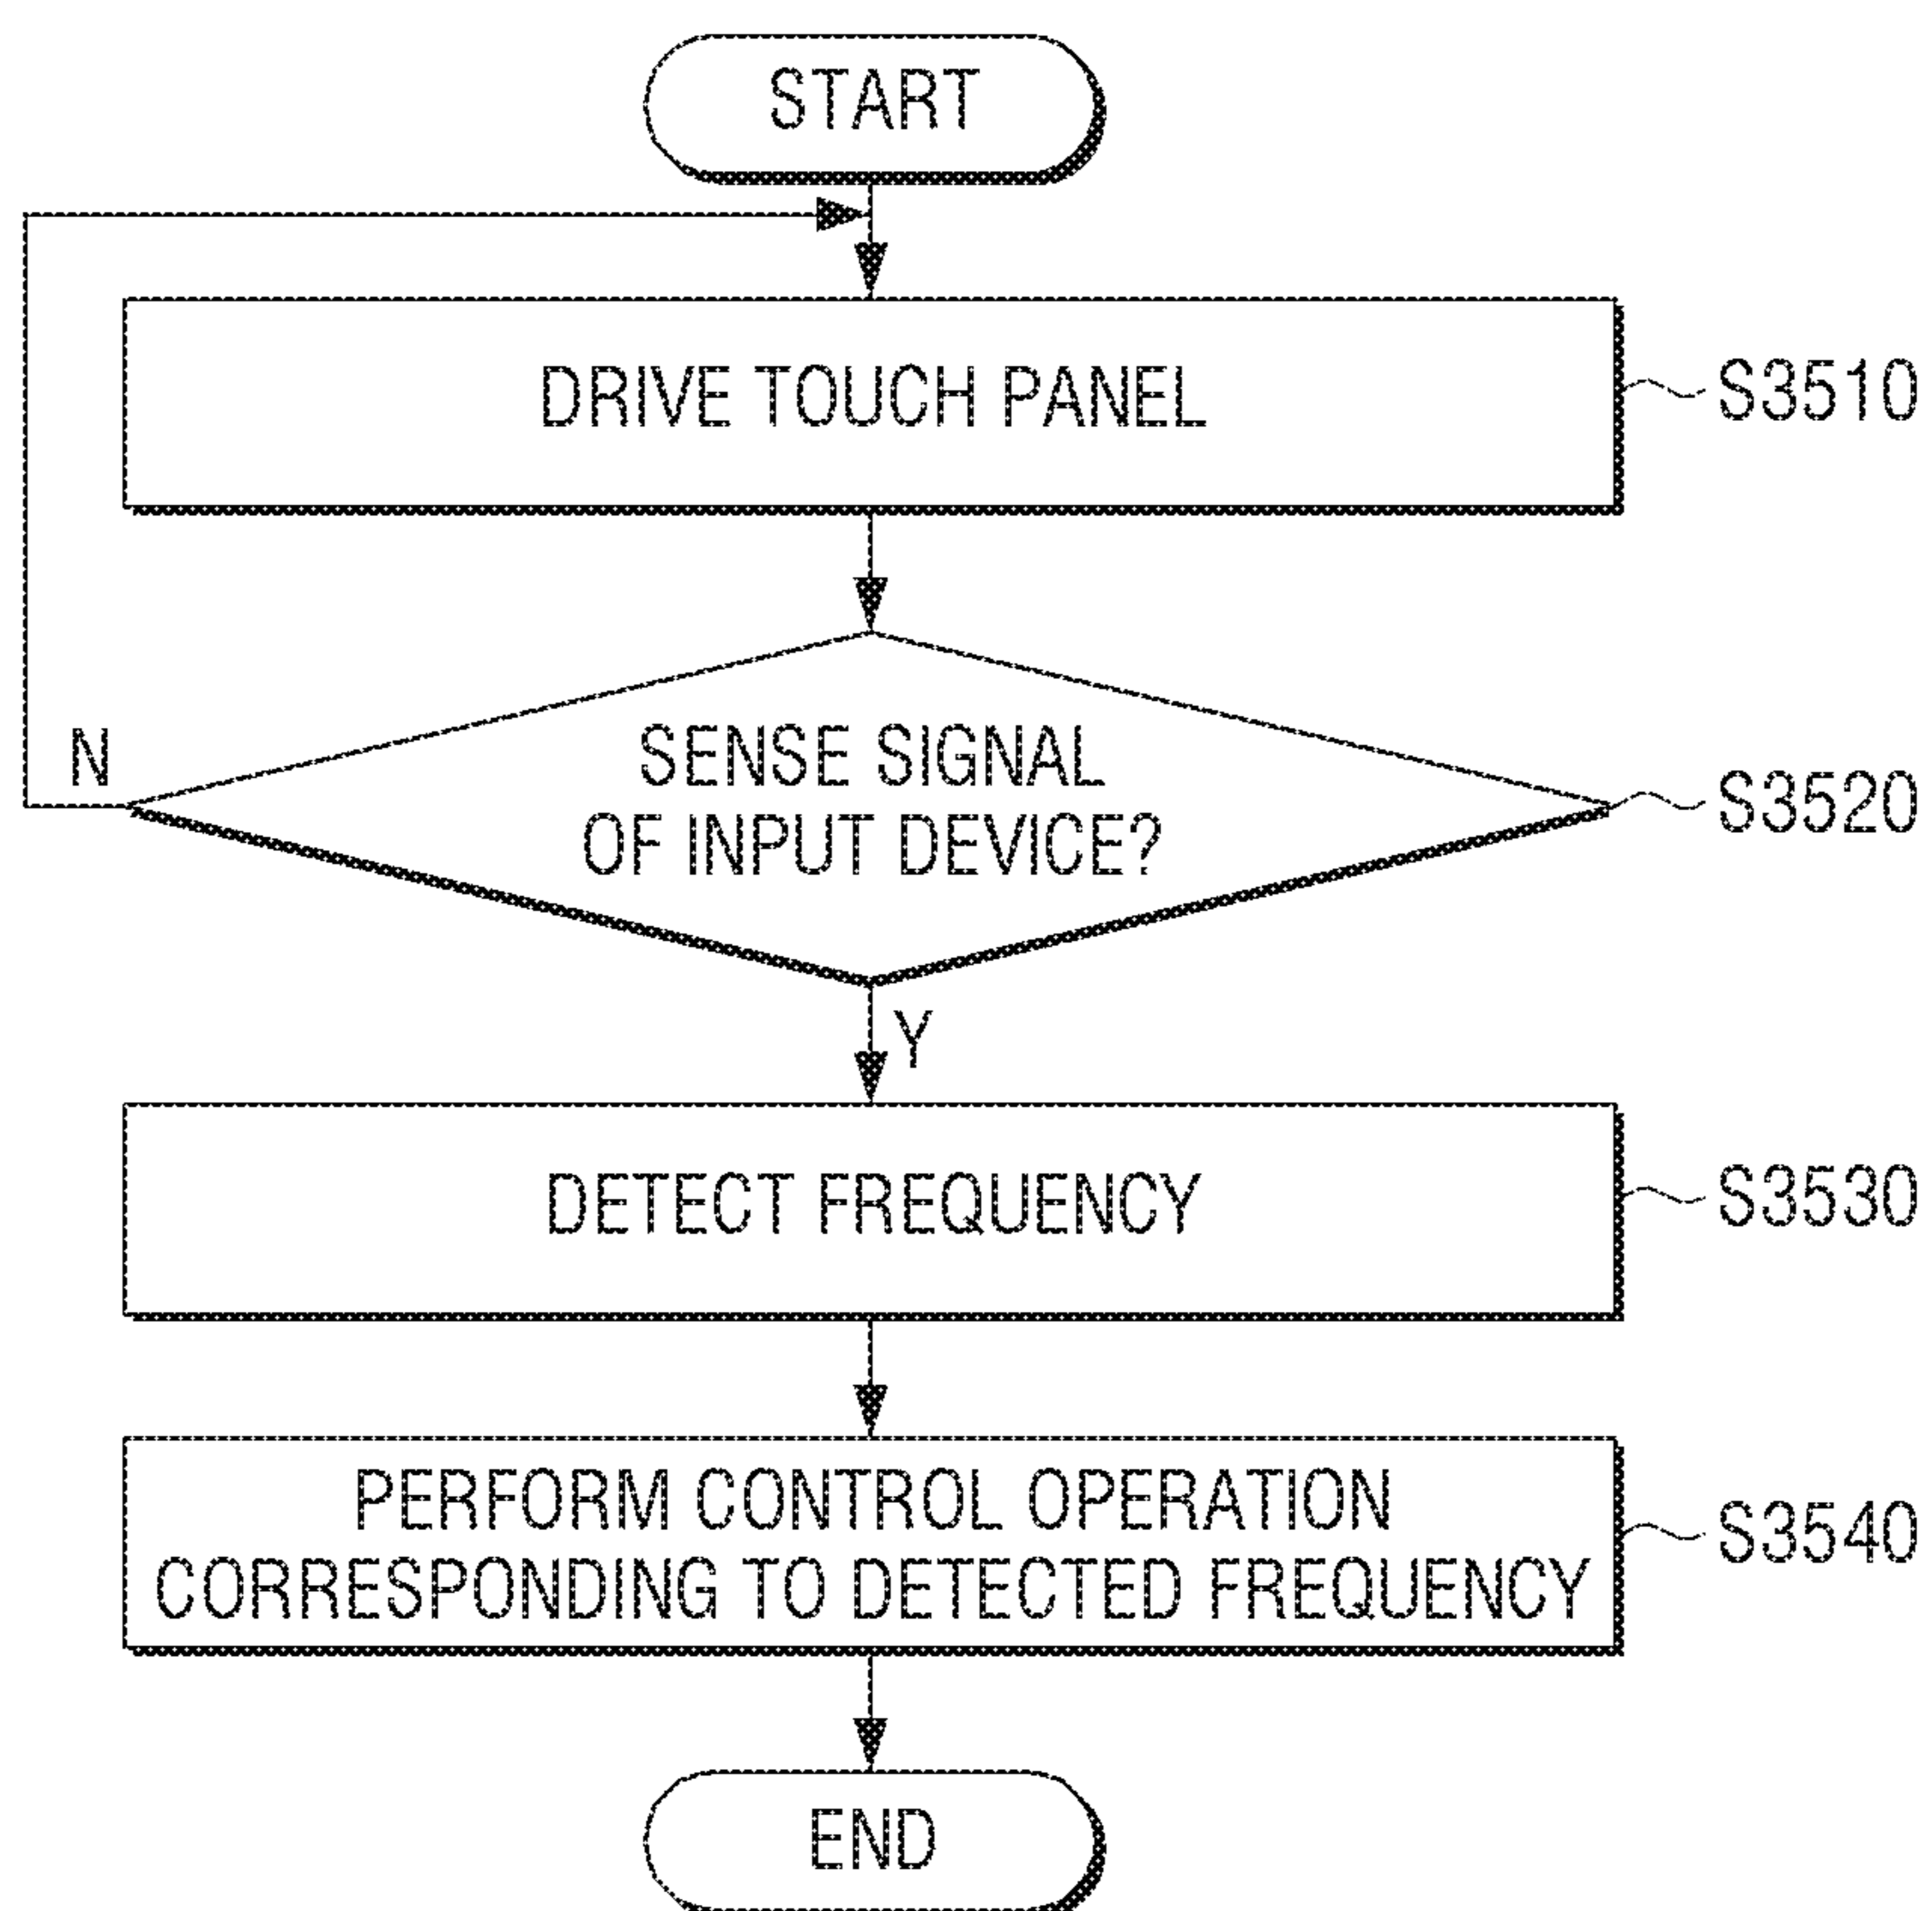 START
DRIVE TOUCH PANEL
S3510
SENSE SIGNAL
OF INPUT DEVICE?
S3520
N
Y
DETECT FREQUENCY
S3530
PERFORM CONTROL OPERATION
CORRESPONDING TO DETECTED FREQUENCY
S3540
END